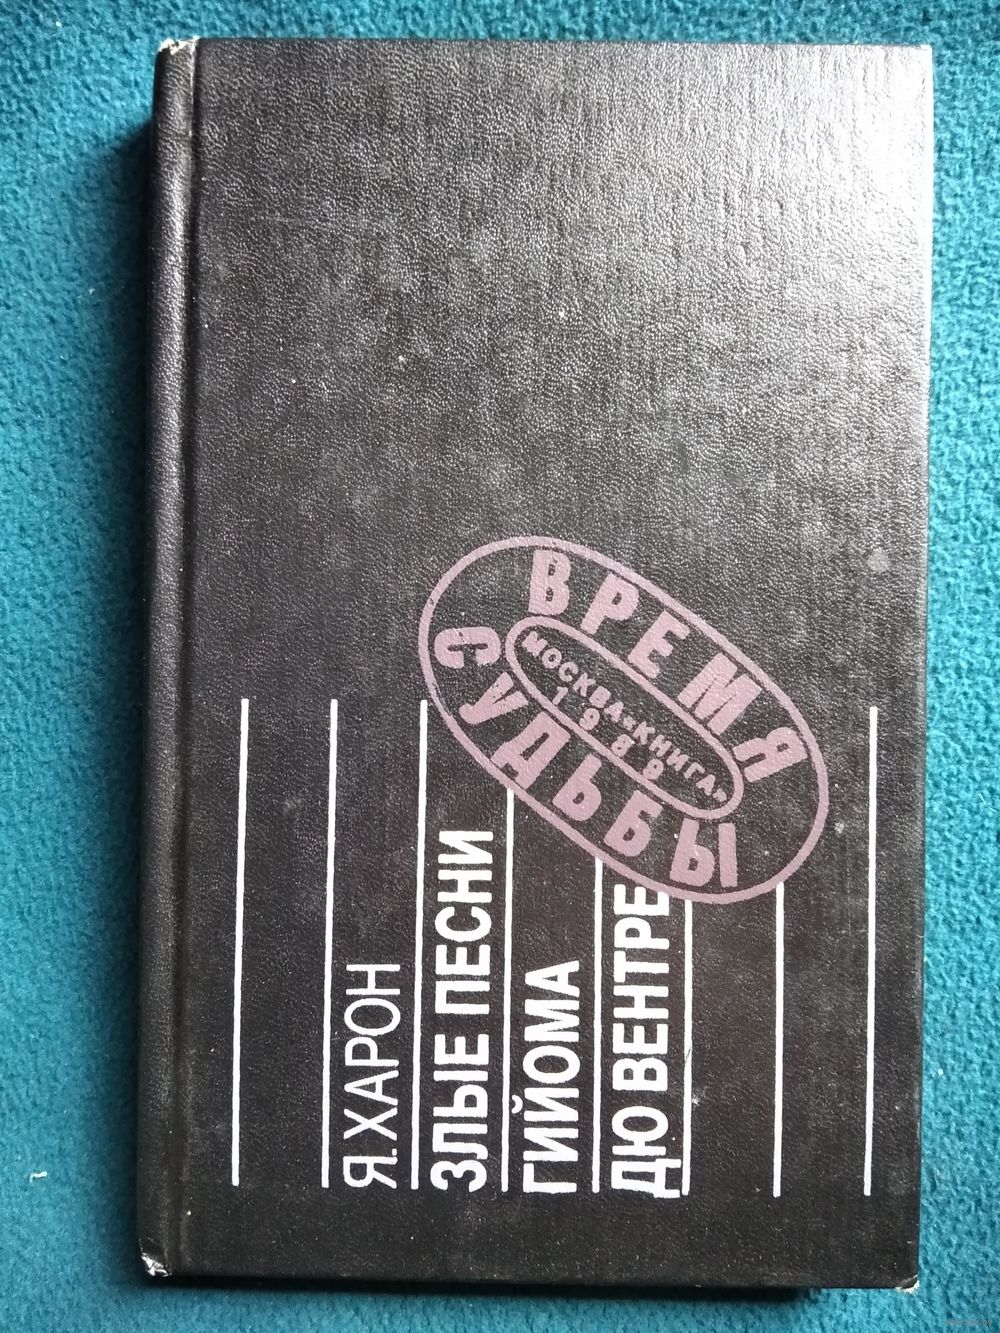 Я. ХАРОН
ЗЛЫЕ ПЕСНИ
ГИЙОМА
ДЮ ВЕНТРЕ
ВРЕМЯ
МОСКВА «КНИГА»
1989
СУДЬБЫ